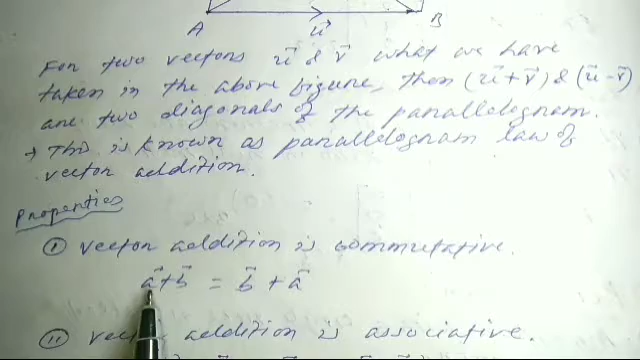 A B
u⃗
For two vectors u⃗ & v⃗ what we have
taken in the above figure, then (u⃗+v⃗) & (u⃗-v⃗)
are two diagonals of the parallelogram.
→ This is known as parallelogram law of
vector addition.
Properties
(i) vector addition is commutative.
a⃗+b⃗ = b⃗ + a⃗
(ii) vector addition is associative.